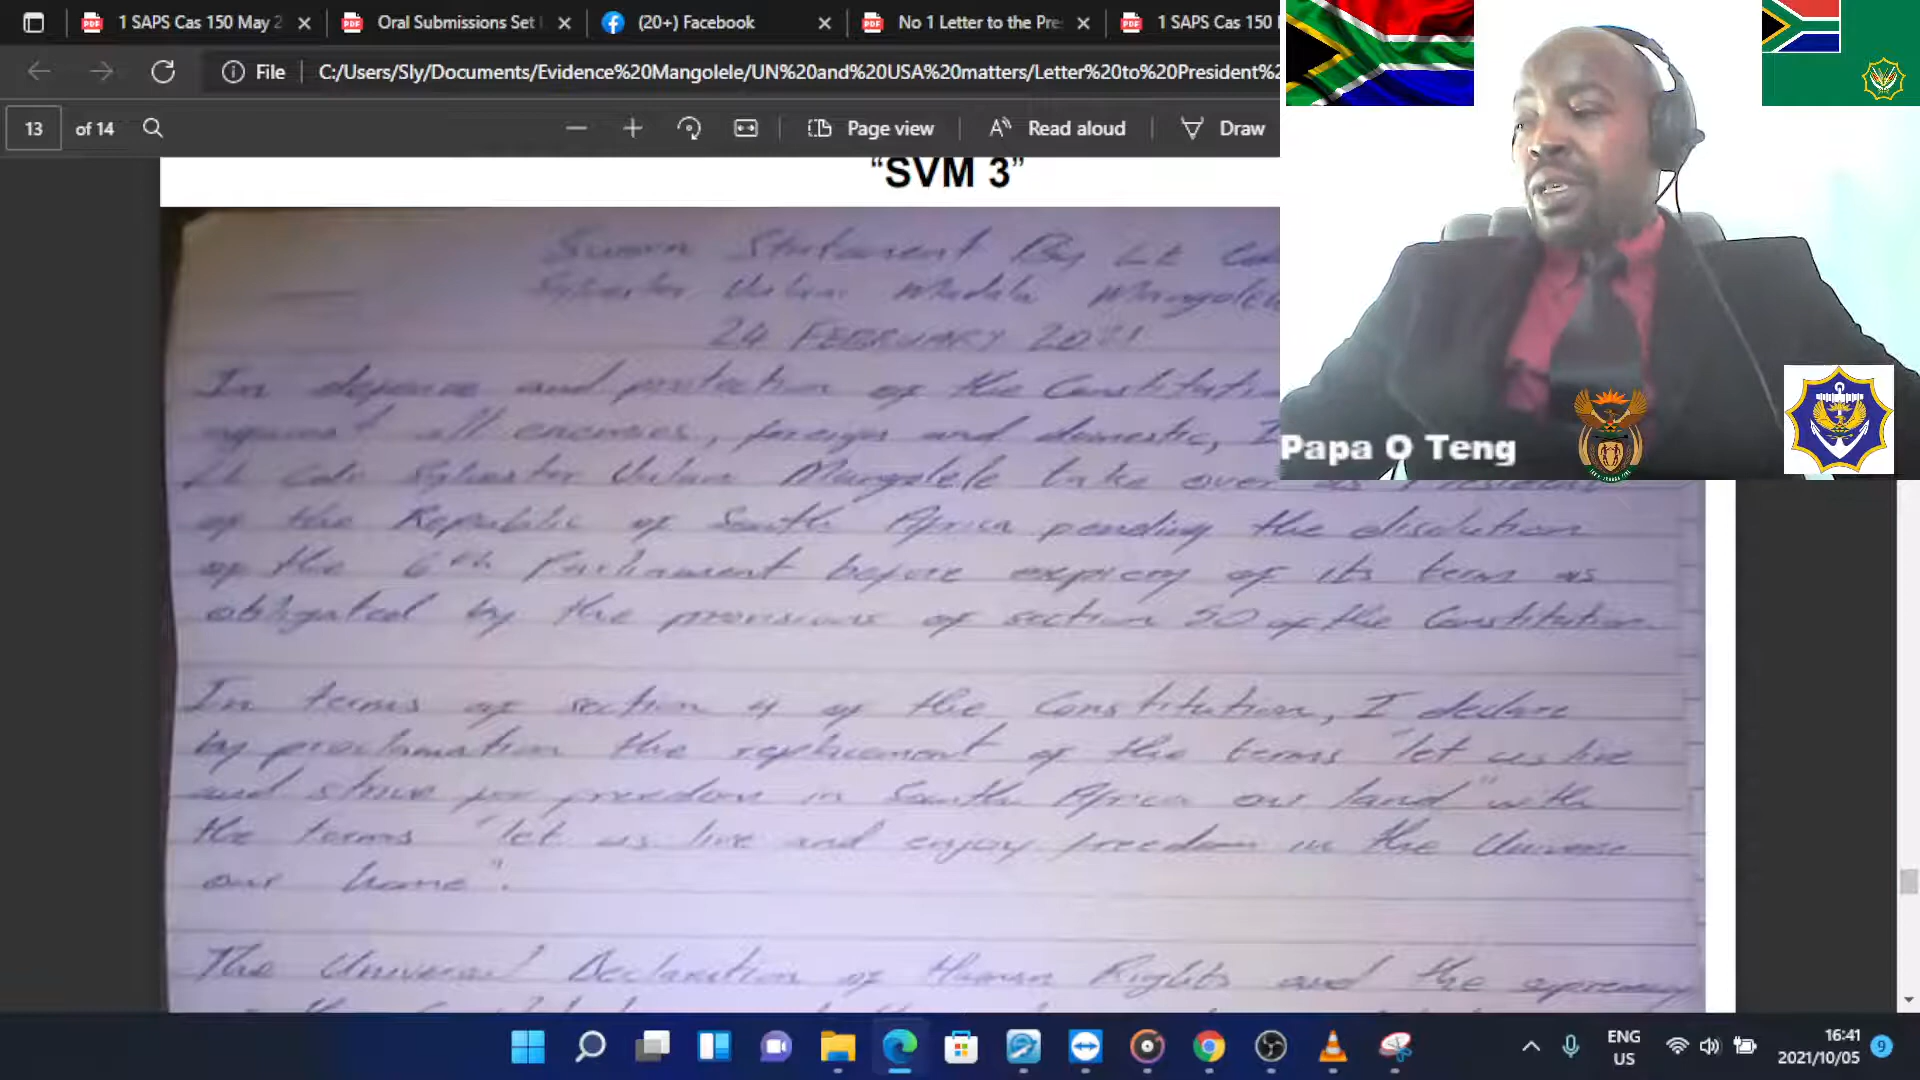 1 SAPS Cas 150 May 2
Oral Submissions Set
(20+) Facebook
No 1 Letter to the Pre
1 SAPS Cas 150
File
C:/Users/Sly/Documents/Evidence%20Mangolele/UN%20and%20USA%20matters/Letter%20to%20President%2
13
of 14
Page view
Read aloud
Draw
"SVM 3"
Sworn Statement By Lt Col
Sylvester Madala Mangolele
24 FEBRUARY 2021
In defence and protection of the Constitution
against all enemies, foreign and domestic, I
Lt Col Sylvester Mangolele take over as President
of the Republic of South Africa pending the disolution
of the 6th Parliament before expiery of its term as
obligated by the provisions of section 50 of the Constitution.
In terms of section 4 of the Constitution, I declare
by proclamation the replacement of the terms "let us live
and strive for freedom in South Africa our land" with
the terms "let us live and enjoy freedom in the Universe
our home".
The Universal Declaration of Human Rights and the supremacy
Papa O Teng
ENG
US
16:41
2021/10/05
9